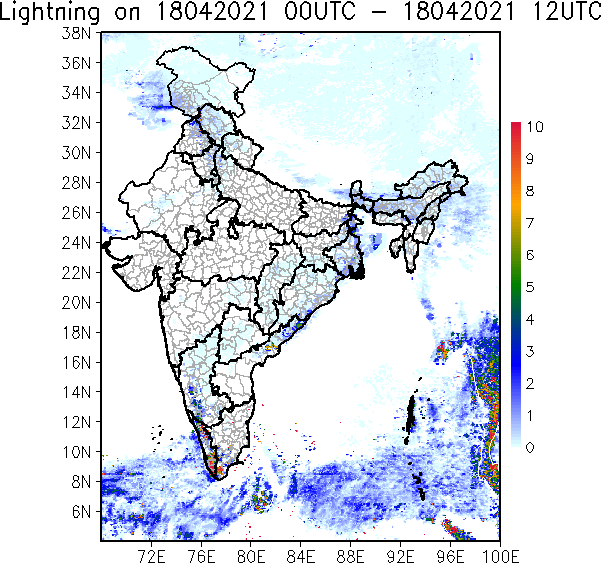 Lightning on 18042021 00UTC – 18042021 12UTC
38N
36N
34N
32N
30N
28N
26N
24N
22N
20N
18N
16N
14N
12N
10N
8N
6N
72E 76E 80E 84E 88E 92E 96E 100E
10
9
8
7
6
5
4
3
2
1
0